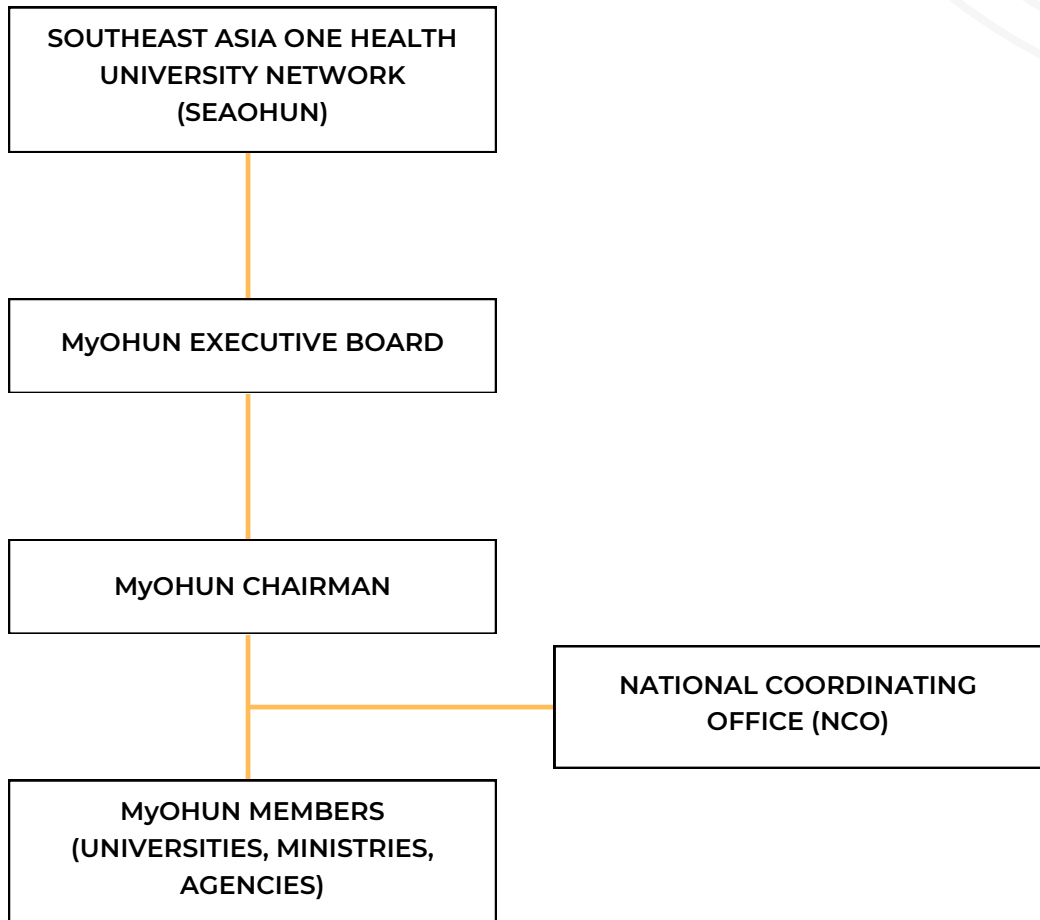 SOUTHEAST ASIA ONE HEALTH
UNIVERSITY NETWORK
(SEAOHUN)
MyOHUN EXECUTIVE BOARD
MyOHUN CHAIRMAN
NATIONAL COORDINATING
OFFICE (NCO)
MyOHUN MEMBERS
(UNIVERSITIES, MINISTRIES,
AGENCIES)